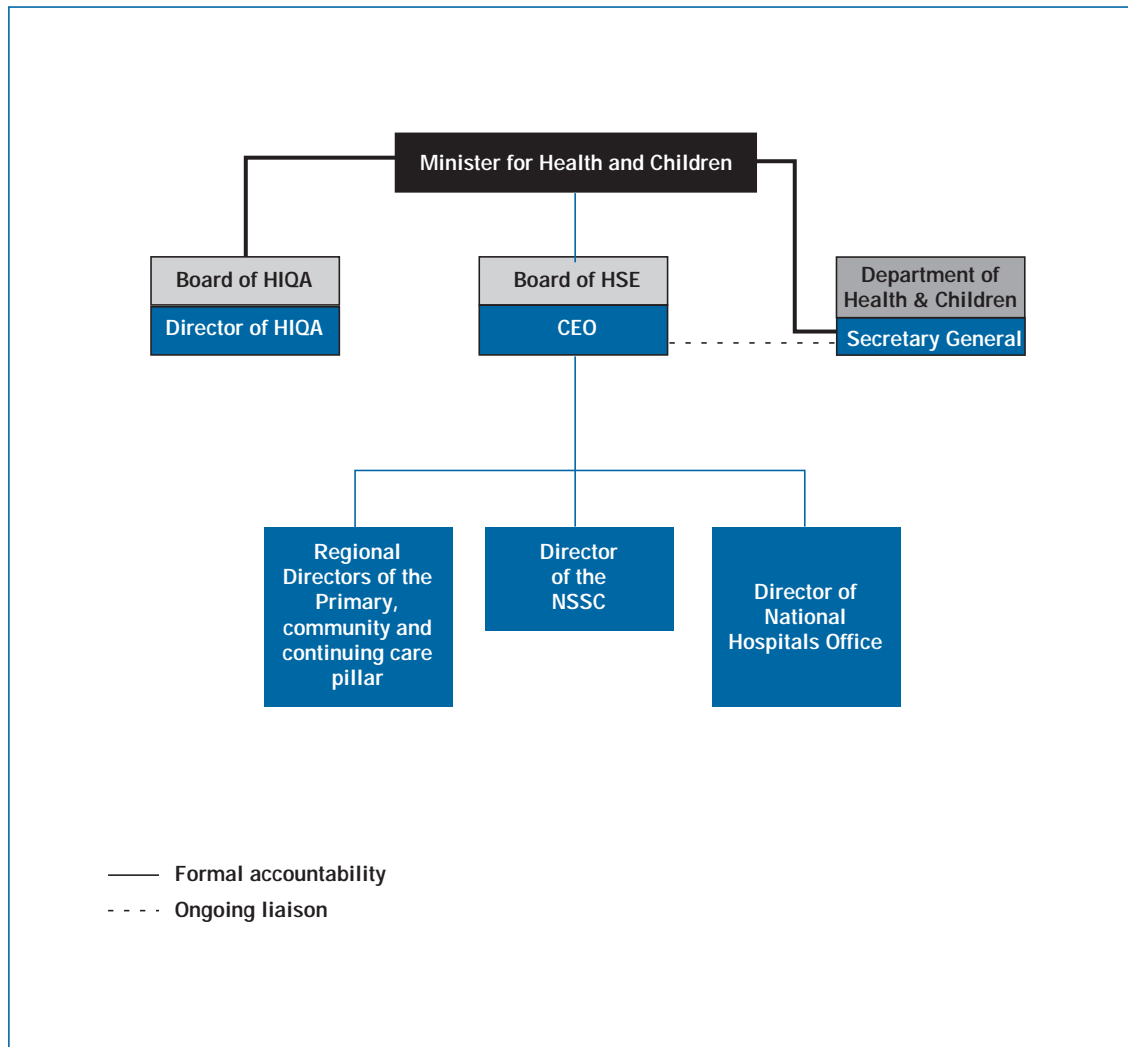 Minister for Health and Children
Board of HIQA
Director of HIQA
Board of HSE
CEO
Department of
Health & Children
Secretary General
Regional
Directors of the
Primary,
community and
continuing care
pillar
Director
of the
NSSC
Director of
National
Hospitals Office
Formal accountability
Ongoing liaison